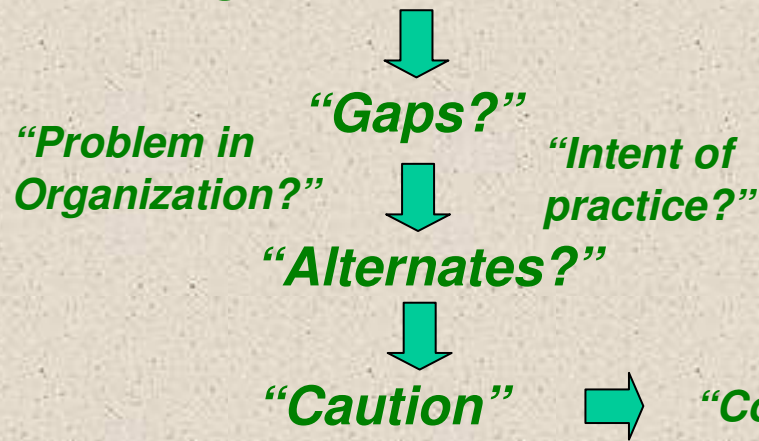 “Gaps?”
“Problem in
Organization?”
“Intent of
practice?”
“Alternates?”
“Caution”